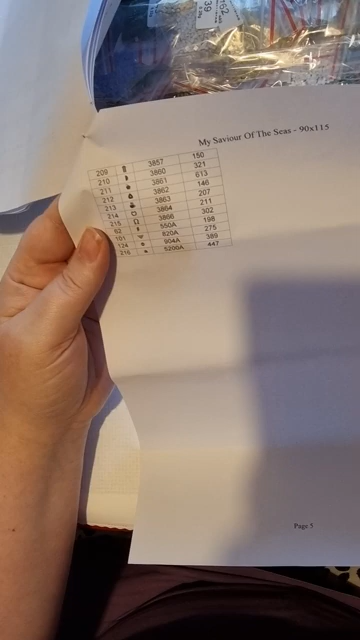 39
My Saviour Of The Seas - 90x115
209 3857 150
210 3860 321
211 3861 613
212 3862 146
213 3863 207
214 3864 211
215 3866 302
62 550A 198
101 820A 275
124 904A 389
216 5200A 447
Page 5